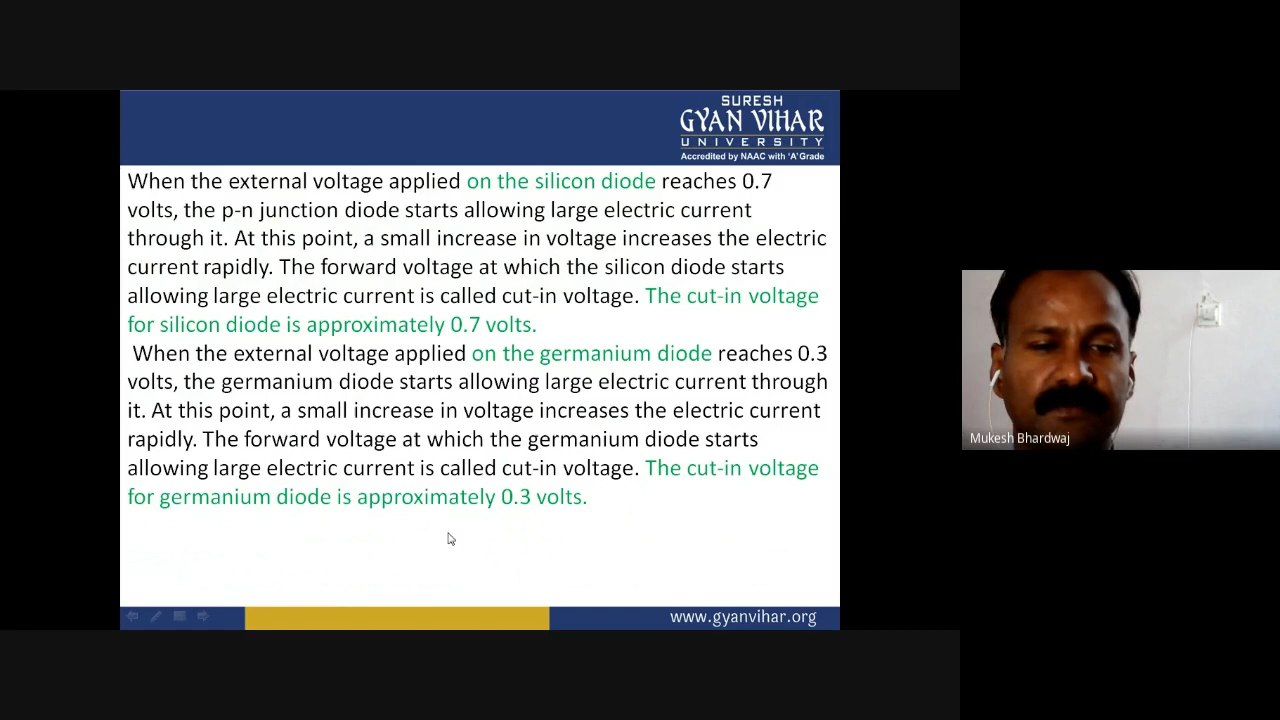 SURESH
GYAN VIHAR
UNIVERSITY
Accredited by NAAC with 'A' Grade
When the external voltage applied on the silicon diode reaches 0.7
volts, the p-n junction diode starts allowing large electric current
through it. At this point, a small increase in voltage increases the electric
current rapidly. The forward voltage at which the silicon diode starts
allowing large electric current is called cut-in voltage. The cut-in voltage
for silicon diode is approximately 0.7 volts.
When the external voltage applied on the germanium diode reaches 0.3
volts, the germanium diode starts allowing large electric current through
it. At this point, a small increase in voltage increases the electric current
rapidly. The forward voltage at which the germanium diode starts
allowing large electric current is called cut-in voltage. The cut-in voltage
for germanium diode is approximately 0.3 volts.
www.gyanvihar.org
Mukesh Bhardwaj